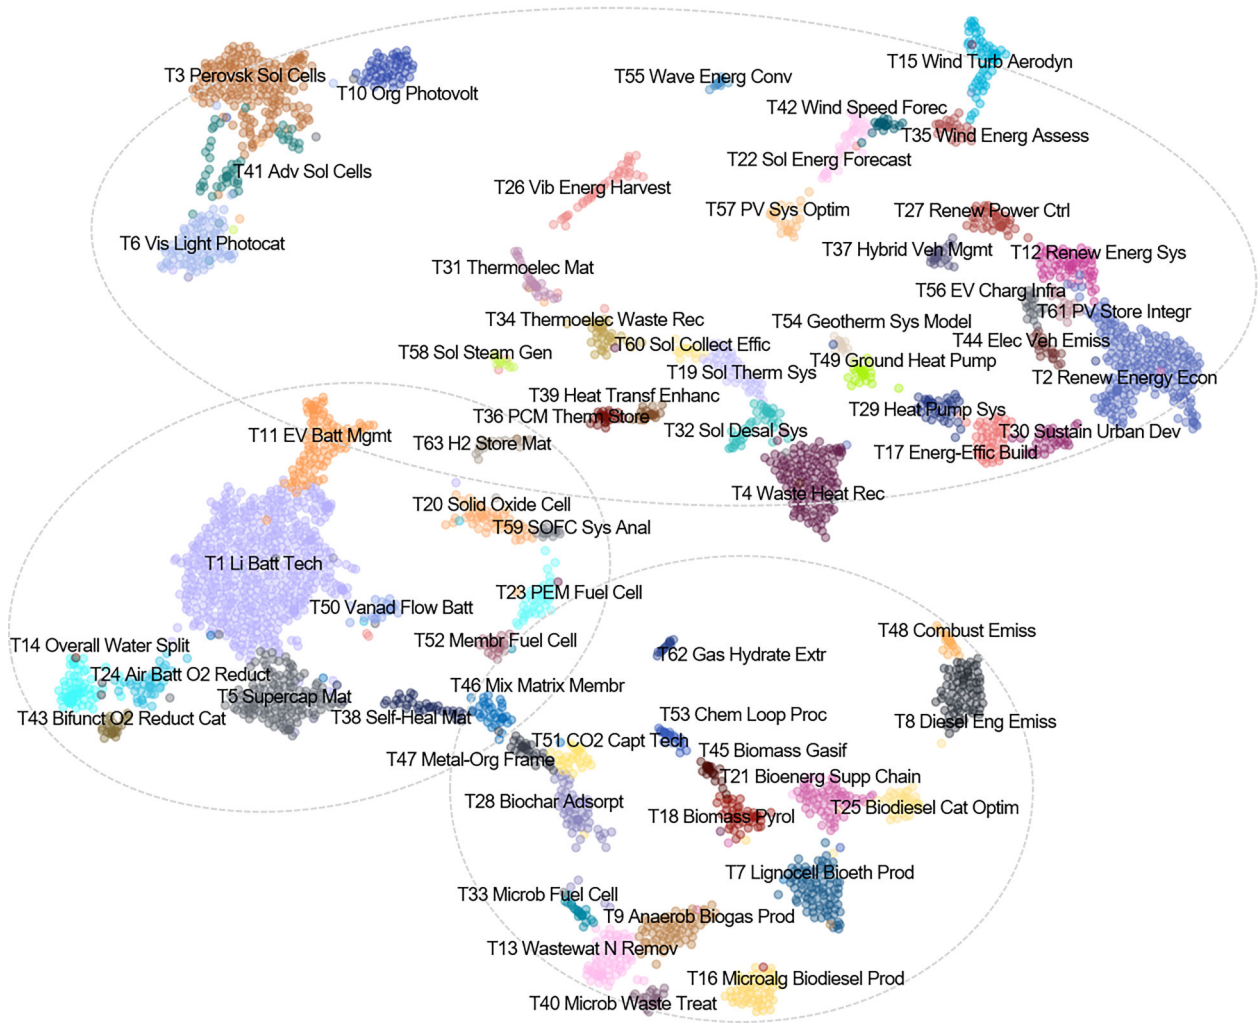 T15 Wind Turb Aerodyn
T3 Perovsk Sol Cells
T55 Wave Energ Conv
T10 Org Photovolt
T42 Wind Speed Forec
T35 Wind Energ Assess
T22 Sol Energ Forecast
T41 Adv Sol Cells
T26 Vib Energ Harvest
T57 PV Sys Optim
T27 Renew Power Ctrl
T6 Vis Light Photocat
T37 Hybrid Veh Mgmt
T12 Renew Energ Sys
T31 Thermoelec Mat
T56 EV Charg Infra
T61 PV Store Integr
T34 Thermoelec Waste Rec
T54 Geotherm Sys Model
T44 Elec Veh Emiss
T60 Sol Collect Effic
T58 Sol Steam Gen
T49 Ground Heat Pump
T19 Sol Therm Sys
T2 Renew Energy Econ
T39 Heat Transf Enhanc
T29 Heat Pump Sys
T36 PCM Therm Store
T32 Sol Desal Sys
T30 Sustain Urban Dev
T11 EV Batt Mgmt
T63 H2 Store Mat
T17 Energ-Effic Build
T4 Waste Heat Rec
T20 Solid Oxide Cell
T59 SOFC Sys Anal
T1 Li Batt Tech
T23 PEM Fuel Cell
T50 Vanad Flow Batt
T48 Combust Emiss
T52 Membr Fuel Cell
T14 Overall Water Split
T62 Gas Hydrate Extr
T24 Air Batt O2 Reduct
T46 Mix Matrix Membr
T5 Supercap Mat
T53 Chem Loop Proc
T43 Bifunct O2 Reduct Cat
T38 Self-Heal Mat
T8 Diesel Eng Emiss
T51 CO2 Capt Tech
T45 Biomass Gasif
T47 Metal-Org Frame
T21 Bioenerg Supp Chain
T28 Biochar Adsorpt
T25 Biodiesel Cat Optim
T18 Biomass Pyrol
T7 Lignocell Bioeth Prod
T33 Microb Fuel Cell
T9 Anaerob Biogas Prod
T13 Wastewat N Remov
T16 Microalg Biodiesel Prod
T40 Microb Waste Treat